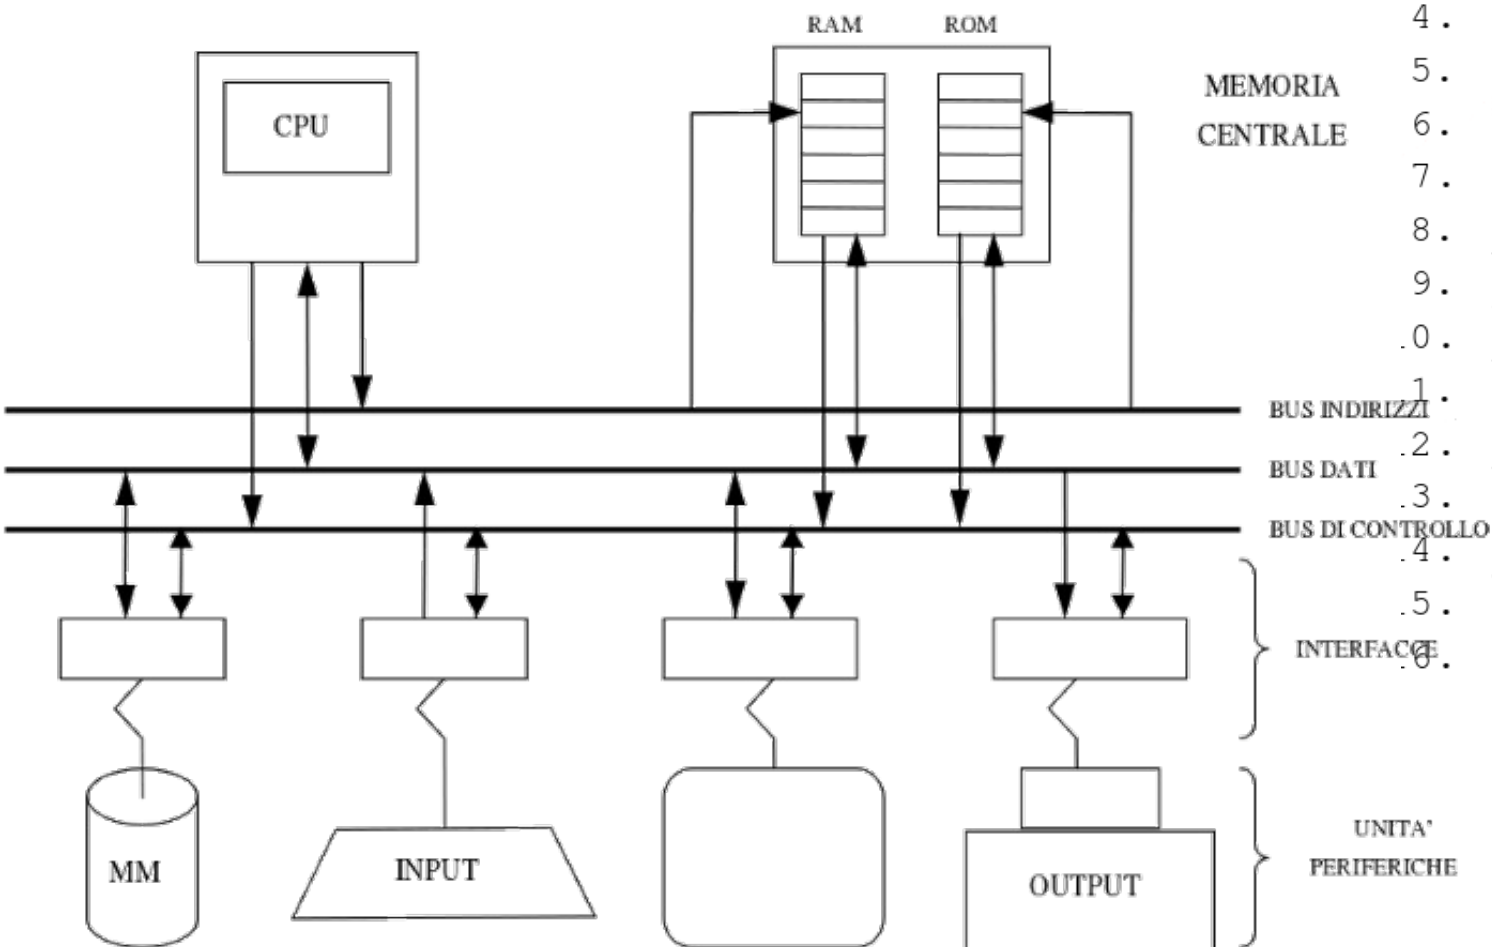 RAM ROM
4.
5.
MEMORIA
CPU
6.
CENTRALE
7.
8.
9.
.0.
.1.
BUS INDIRIZZI
.2.
BUS DATI
.3.
BUS DI CONTROLLO
.4.
.5.
INTERFACCE
.6.
UNITA'
PERIFERICHE
MM
INPUT
OUTPUT